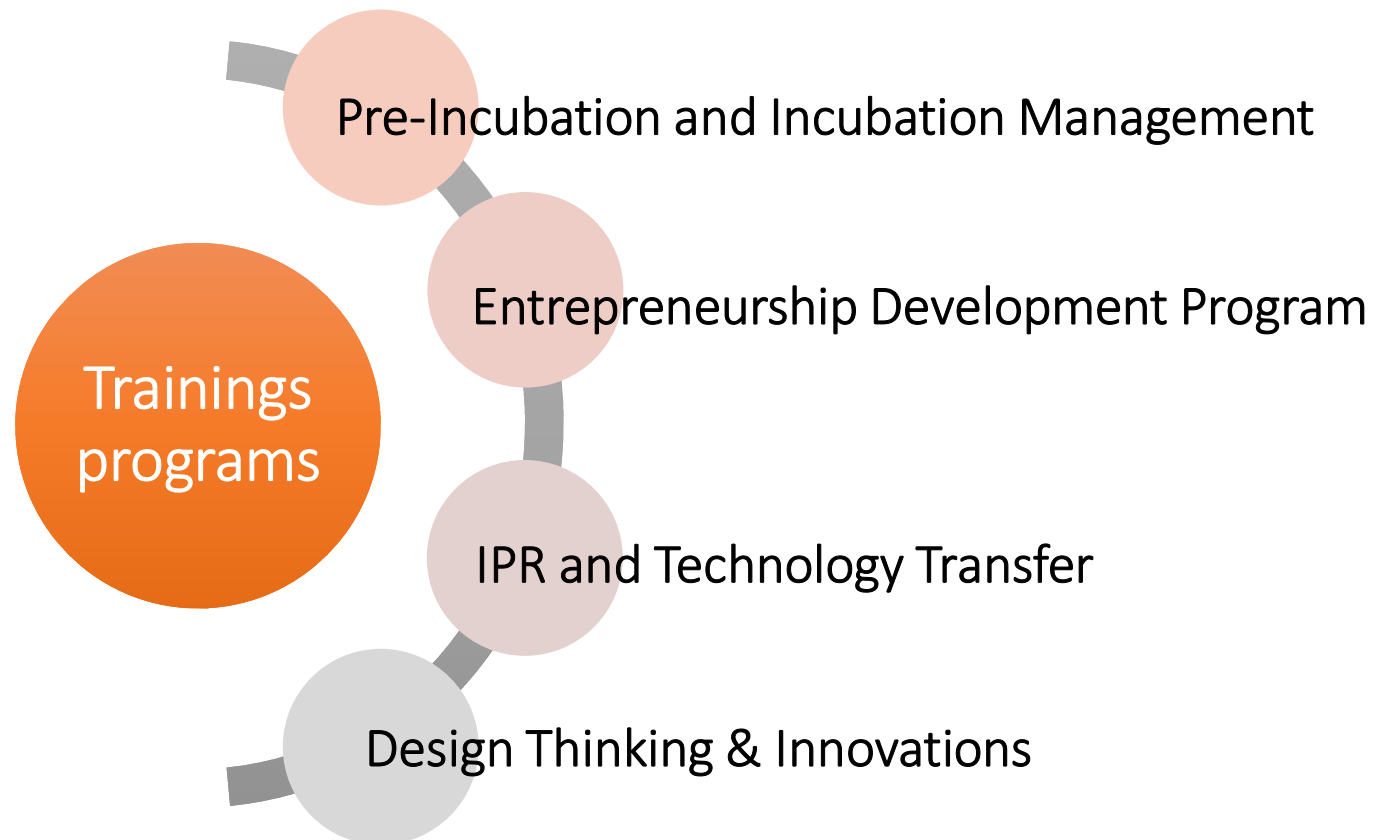 Pre-Incubation and Incubation Management
Entrepreneurship Development Program
Trainings
programs
IPR and Technology Transfer
Design Thinking & Innovations